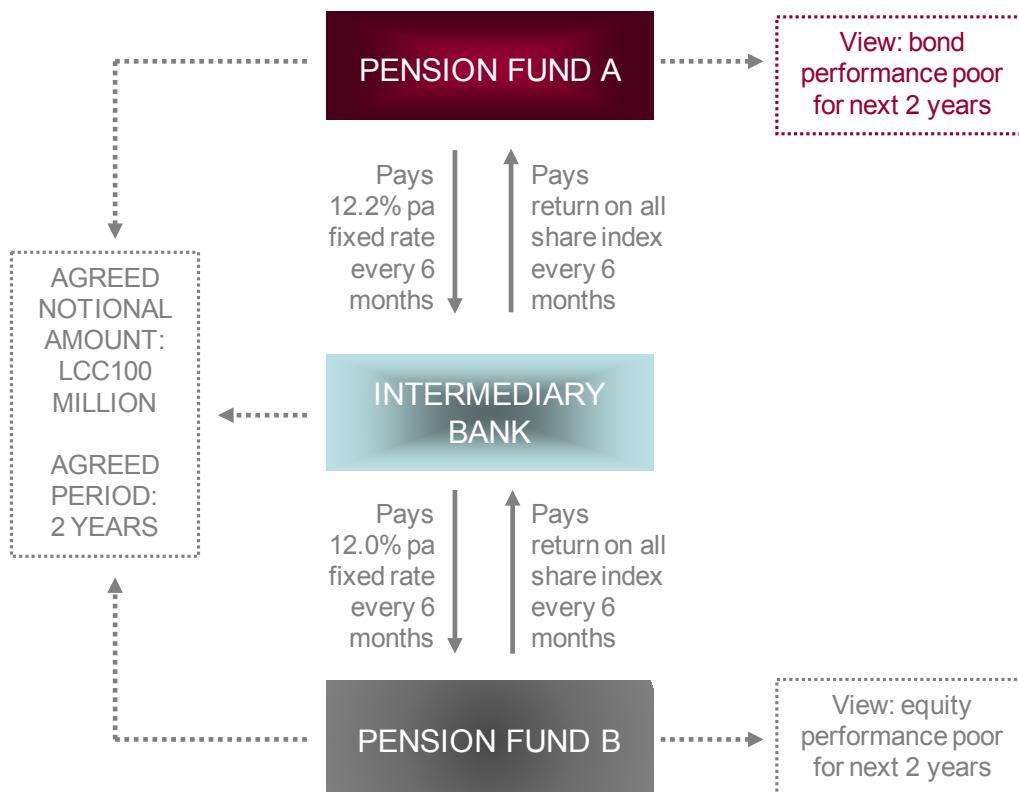 PENSION FUND A
View: bond
performance poor
for next 2 years
Pays
12.2% pa
fixed rate
every 6
months
Pays
return on all
share index
every 6
months
AGREED
NOTIONAL
AMOUNT:
LCC100
MILLION
AGREED
PERIOD:
2 YEARS
INTERMEDIARY
BANK
Pays
12.0% pa
fixed rate
every 6
months
Pays
return on all
share index
every 6
months
PENSION FUND B
View: equity
performance poor
for next 2 years